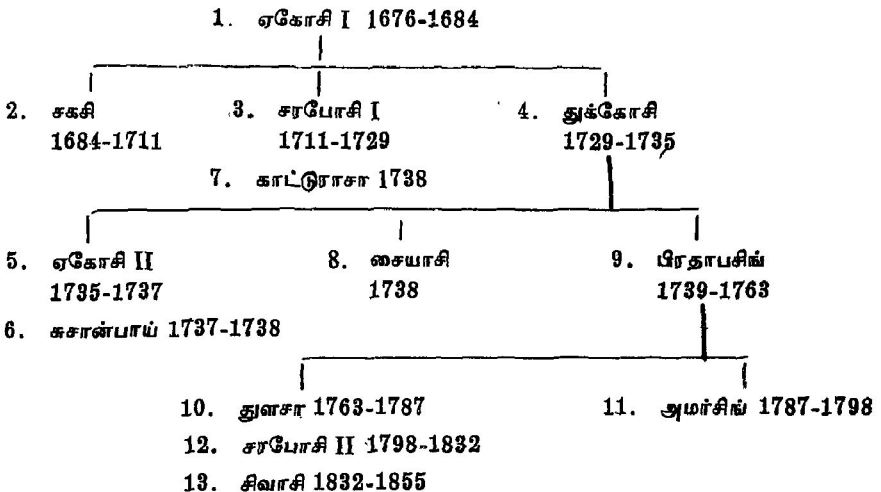 1. ஏகோசி I 1676-1684
2. சகசி 3. சரபோசி I 4. துக்கோசி
1684-1711 1711-1729 1729-1735
7. காட்டுராசா 1738
5. ஏகோசி II 8. சையாசி 9. பிரதாபசிங்
1735-1737 1738 1739-1763
6. சுசான்பாய் 1737-1738
10. துளசா 1763-1787 11. அமர்சிங் 1787-1798
12. சரபோசி II 1798-1832
13. சிவாசி 1832-1855